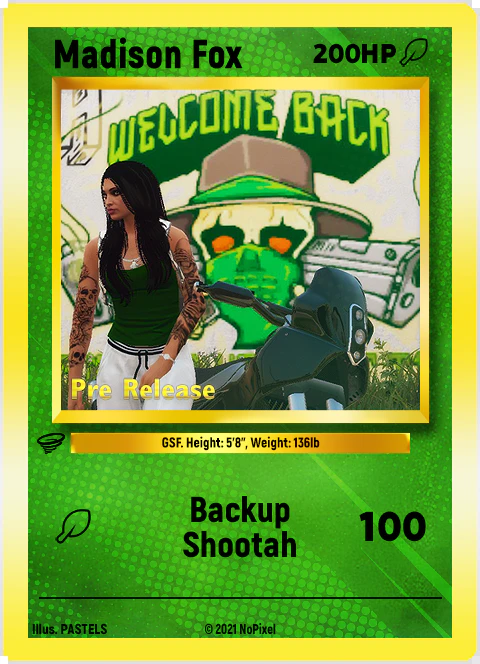 Madison Fox
200HP
WELCOME BACK
Pre Release
GSF. Height: 5'8", Weight: 136lb
Backup
Shootah
100
Illus. PASTELS
© 2021 NoPixel